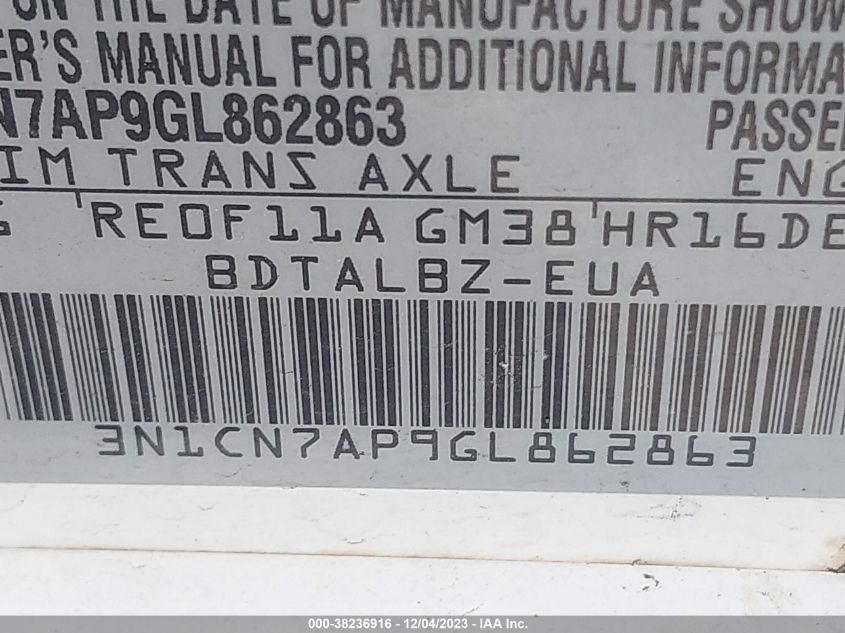 ON THE DATE OF MANUFACTURE SHOW
ER'S MANUAL FOR ADDITIONAL INFORMA
N7AP9GL862863 PASSE
IM TRANS AXLE ENG
RE0F11A GM38 HR16DE
BDTALBZ-EUA
3N1CN7AP9GL862863
000-38236916 - 12/04/2023 - IAA Inc.